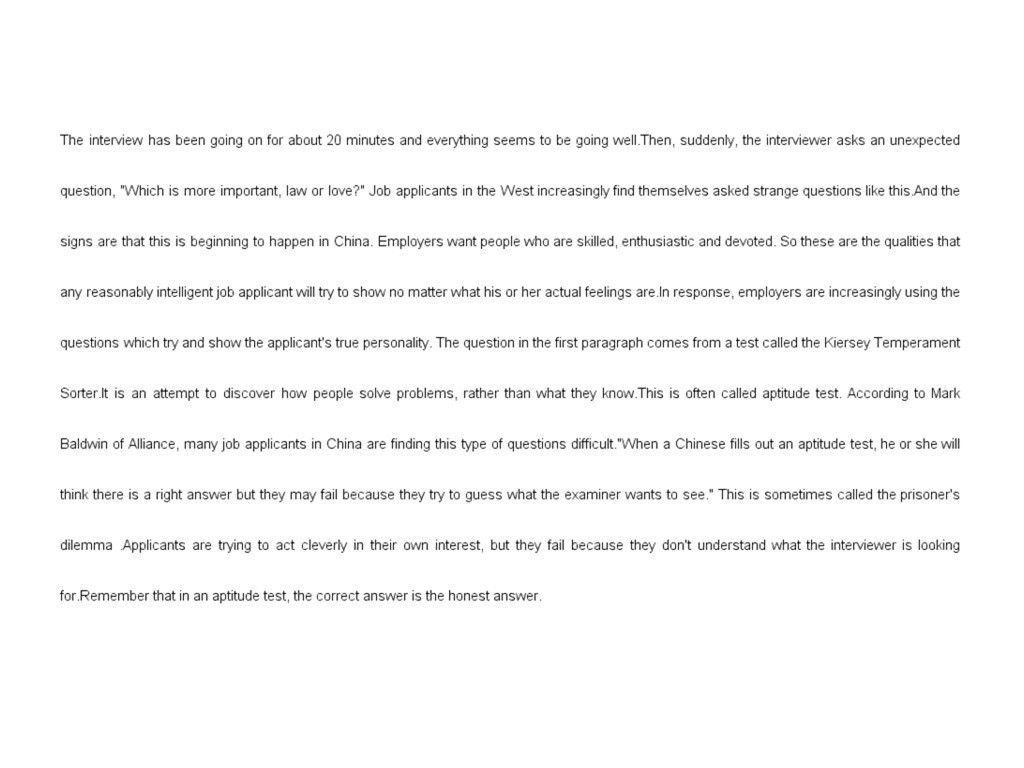 The interview has been going on for about 20 minutes and everything seems to be going well.Then, suddenly, the interviewer asks an unexpected
question, "Which is more important, law or love?" Job applicants in the West increasingly find themselves asked strange questions like this.And the
signs are that this is beginning to happen in China. Employers want people who are skilled, enthusiastic and devoted. So these are the qualities that
any reasonably intelligent job applicant will try to show no matter what his or her actual feelings are.In response, employers are increasingly using the
questions which try and show the applicant's true personality. The question in the first paragraph comes from a test called the Kiersey Temperament
Sorter.It is an attempt to discover how people solve problems, rather than what they know.This is often called aptitude test. According to Mark
Baldwin of Alliance, many job applicants in China are finding this type of questions difficult."When a Chinese fills out an aptitude test, he or she will
think there is a right answer but they may fail because they try to guess what the examiner wants to see." This is sometimes called the prisoner's
dilemma .Applicants are trying to act cleverly in their own interest, but they fail because they don't understand what the interviewer is looking
for.Remember that in an aptitude test, the correct answer is the honest answer.